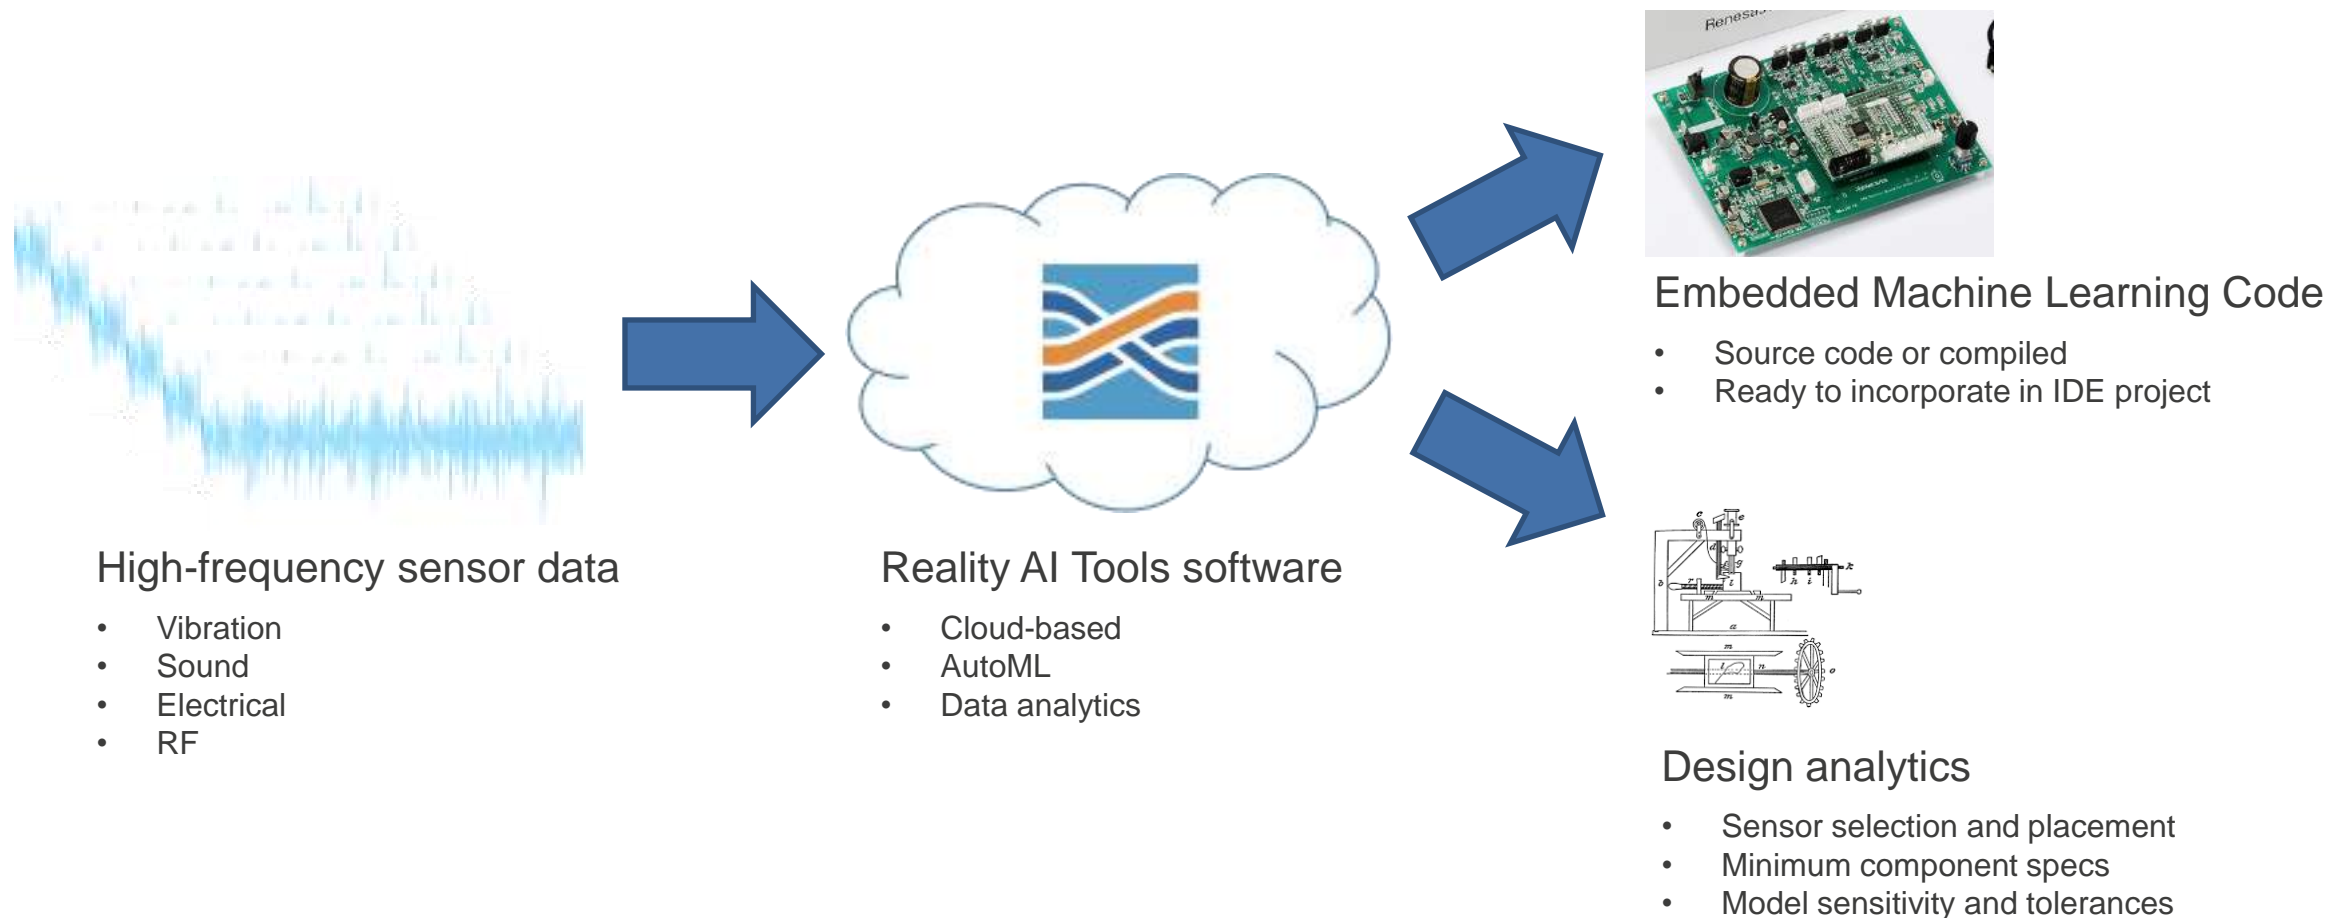 Renesas
High-frequency sensor data
• Vibration
• Sound
• Electrical
• RF
Reality AI Tools software
• Cloud-based
• AutoML
• Data analytics
Embedded Machine Learning Code
• Source code or compiled
• Ready to incorporate in IDE project
Design analytics
• Sensor selection and placement
• Minimum component specs
• Model sensitivity and tolerances